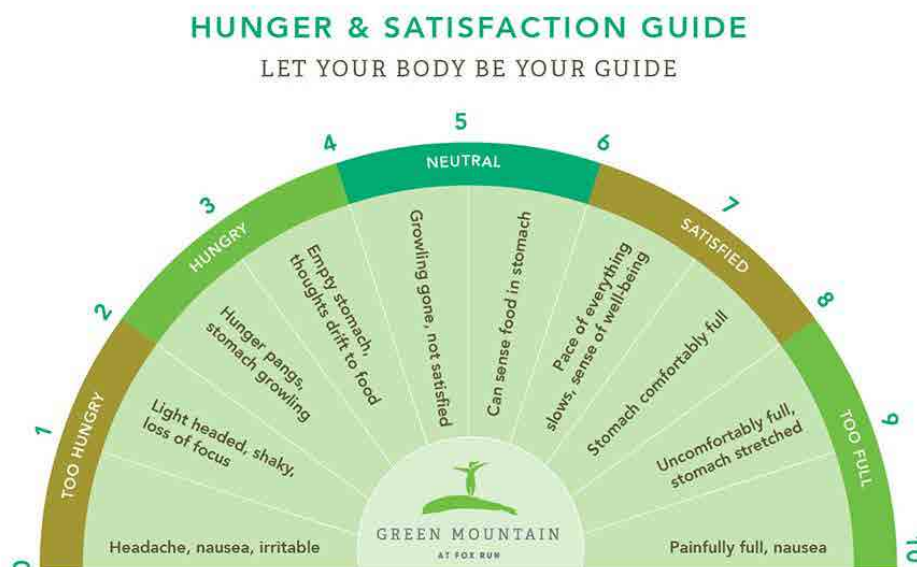 HUNGER & SATISFACTION GUIDE
LET YOUR BODY BE YOUR GUIDE
0
1
2
3
4
5
6
7
8
9
10
TOO HUNGRY
HUNGRY
NEUTRAL
SATISFIED
TOO FULL
Headache, nausea, irritable
Light headed, shaky,
loss of focus
Hunger pangs,
stomach growling
Empty stomach,
thoughts drift to food
Growling gone, not satisfied
Can sense food in stomach
Pace of everything
slows, sense of well-being
Stomach comfortably full
Uncomfortably full,
stomach stretched
Painfully full, nausea
GREEN MOUNTAIN
AT FOX RUN